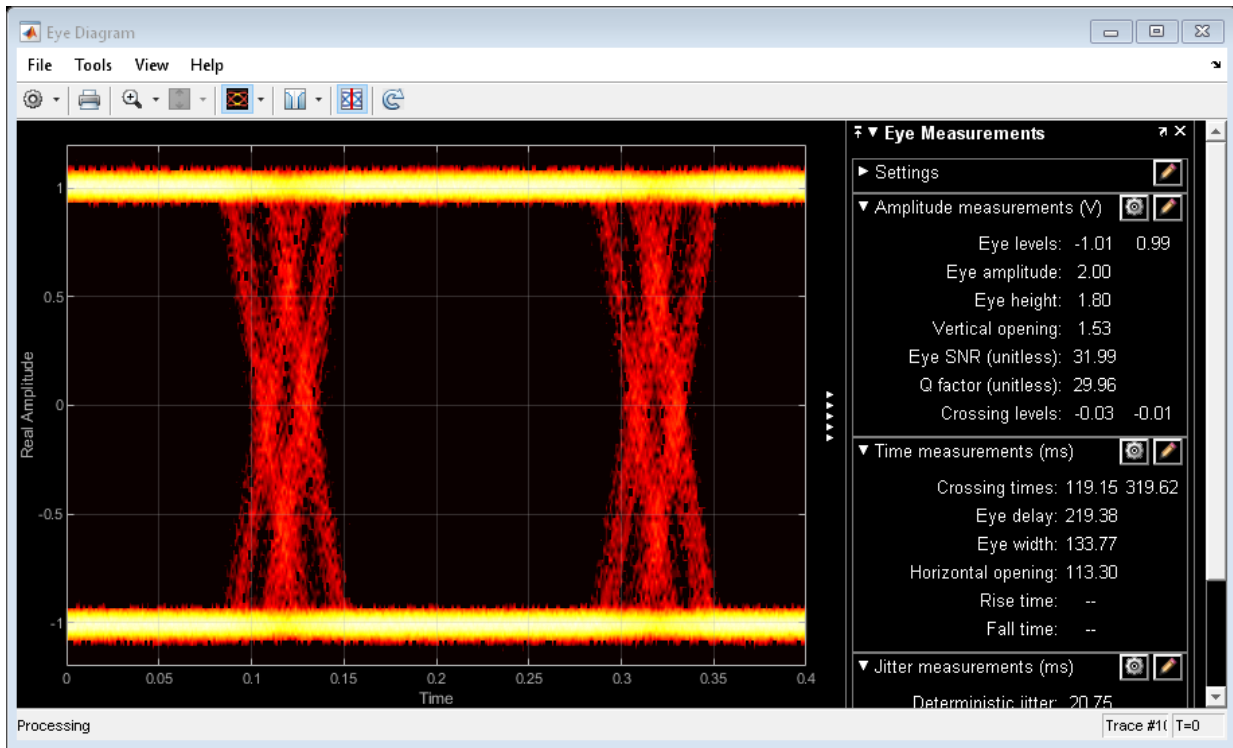 Eye Diagram
File Tools View Help
Eye Measurements
Settings
Amplitude measurements (V)
Eye levels: -1.01 0.99
Eye amplitude: 2.00
Eye height: 1.80
Vertical opening: 1.53
Eye SNR (unitless): 31.99
Q factor (unitless): 29.96
Crossing levels: -0.03 -0.01
Time measurements (ms)
Crossing times: 119.15 319.62
Eye delay: 219.38
Eye width: 133.77
Horizontal opening: 113.30
Rise time: --
Fall time: --
Jitter measurements (ms)
Deterministic jitter: 20.75
Real Amplitude
1
0.5
0
-0.5
-1
0 0.05 0.1 0.15 0.2 0.25 0.3 0.35 0.4
Time
Processing
Trace #1 T=0